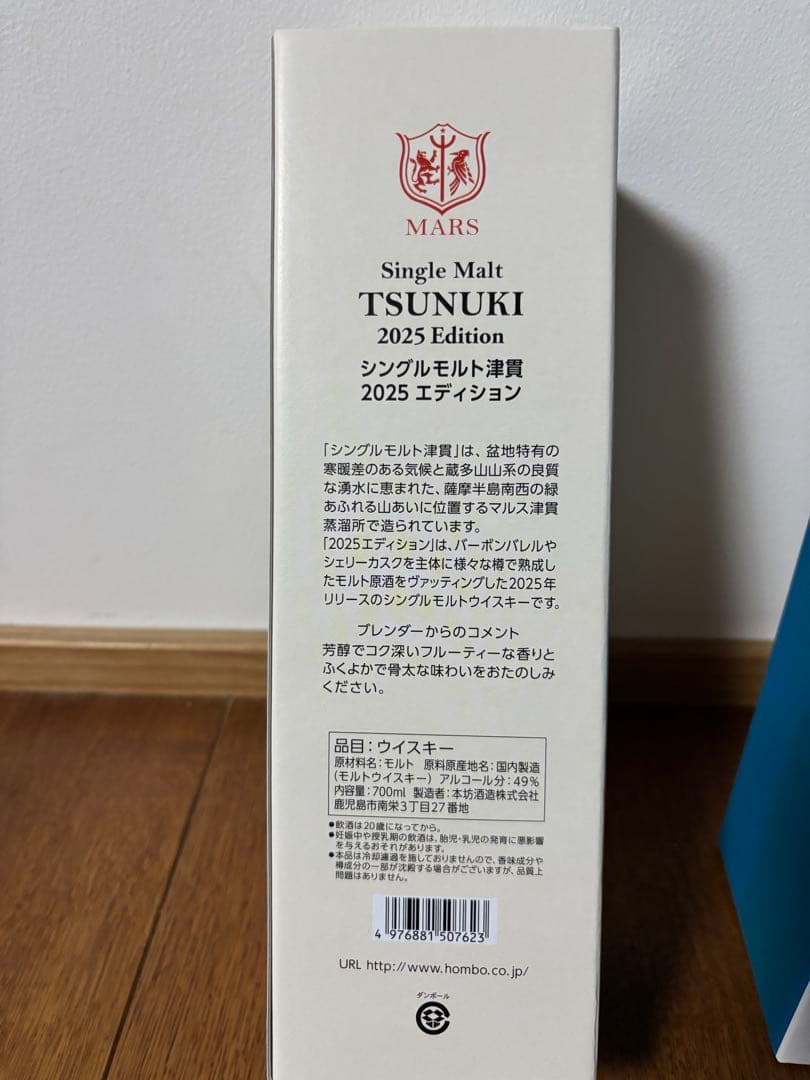 MARS
Single Malt
TSUNUKI
2025 Edition
シングルモルト津貫
2025 エディション
「シングルモルト津貫」は、盆地特有の
寒暖差のある気候と蔵多山山系の良質
な湧水に恵まれた、薩摩半島南西の緑
あふれる山あいに位置するマルス津貫
蒸溜所で造られています。
「2025エディション」は、バーボンバレルや
シェリーカスクを主体に様々な樽で熟成し
たモルト原酒をヴァッティングした2025年
リリースのシングルモルトウイスキーです。
ブレンダーからのコメント
芳醇でコク深いフルーティーな香りと
ふくよかで骨太な味わいをおたのしみ
ください。
品目：ウイスキー
原材料名：モルト 原料原産地名：国内製造
(モルトウイスキー) アルコール分：49%
内容量：700ml 製造者：本坊酒造株式会社
鹿児島市南栄3丁目27番地
●飲酒は20歳になってから。
●妊娠中や授乳期の飲酒は、胎児・乳児の発育に悪影響
を与えるおそれがあります。
●本品は冷却濾過を施しておりませんので、香味成分や
樽成分の一部が沈殿する場合がございますが、品質上
問題はありません。
4 976881 507623
URL http://www.hombo.co.jp/
ダンボール